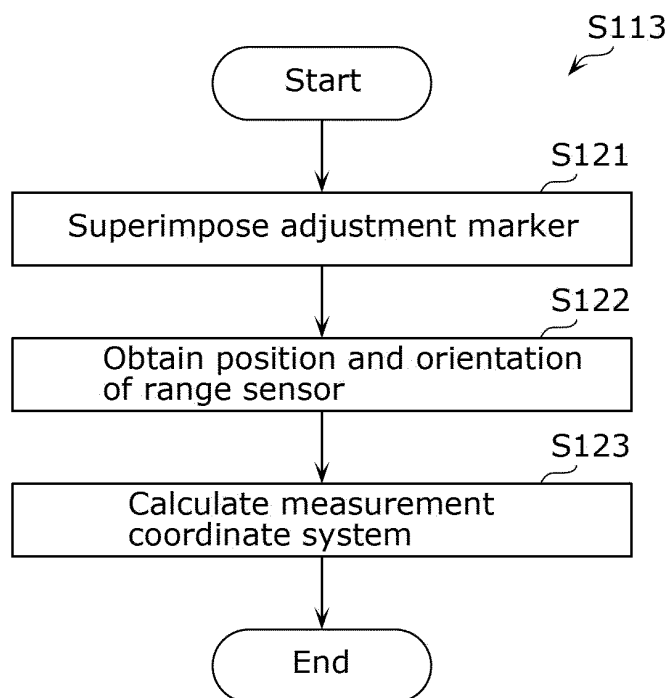 S113
Start
S121
Superimpose adjustment marker
S122
Obtain position and orientation
of range sensor
S123
Calculate measurement
coordinate system
End